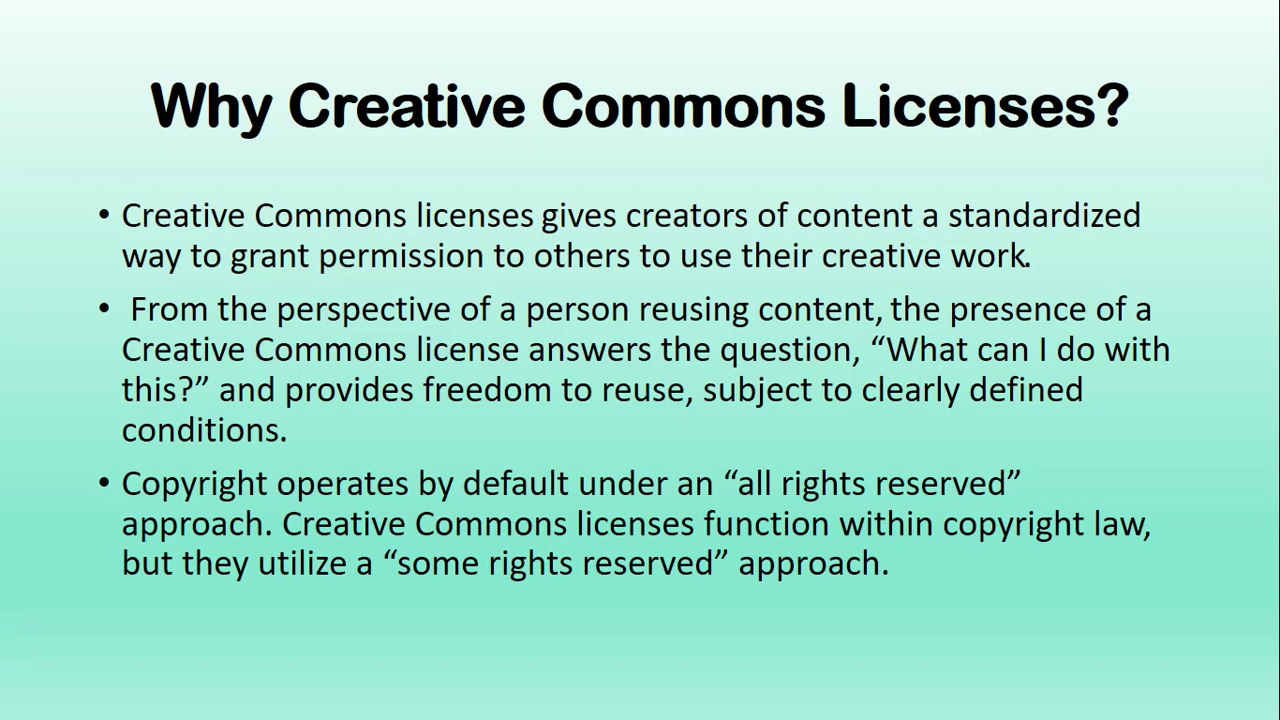 Why Creative Commons Licenses?
• Creative Commons licenses gives creators of content a standardized
way to grant permission to others to use their creative work.
• From the perspective of a person reusing content, the presence of a
Creative Commons license answers the question, “What can I do with
this?” and provides freedom to reuse, subject to clearly defined
conditions.
• Copyright operates by default under an “all rights reserved”
approach. Creative Commons licenses function within copyright law,
but they utilize a “some rights reserved” approach.